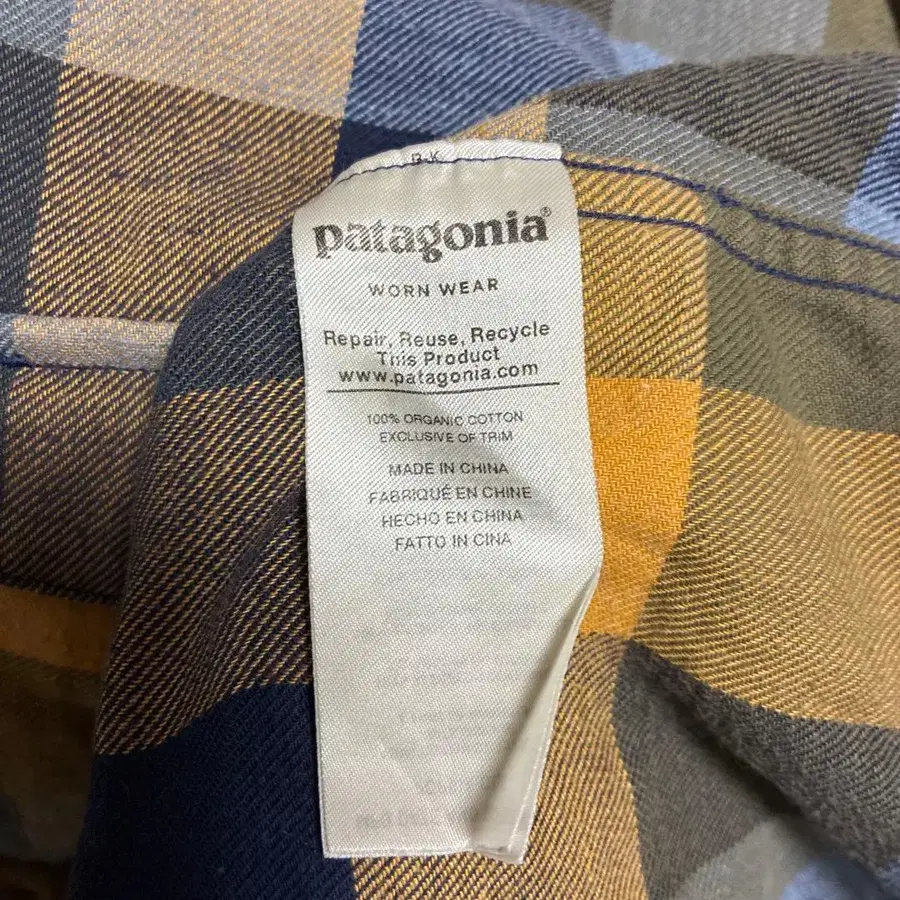 patagonia®
WORN WEAR
Repair, Reuse, Recycle
This Product
www.patagonia.com
100% ORGANIC COTTON
EXCLUSIVE OF TRIM
MADE IN CHINA
FABRIQUÉ EN CHINE
HECHO EN CHINA
FATTO IN CINA